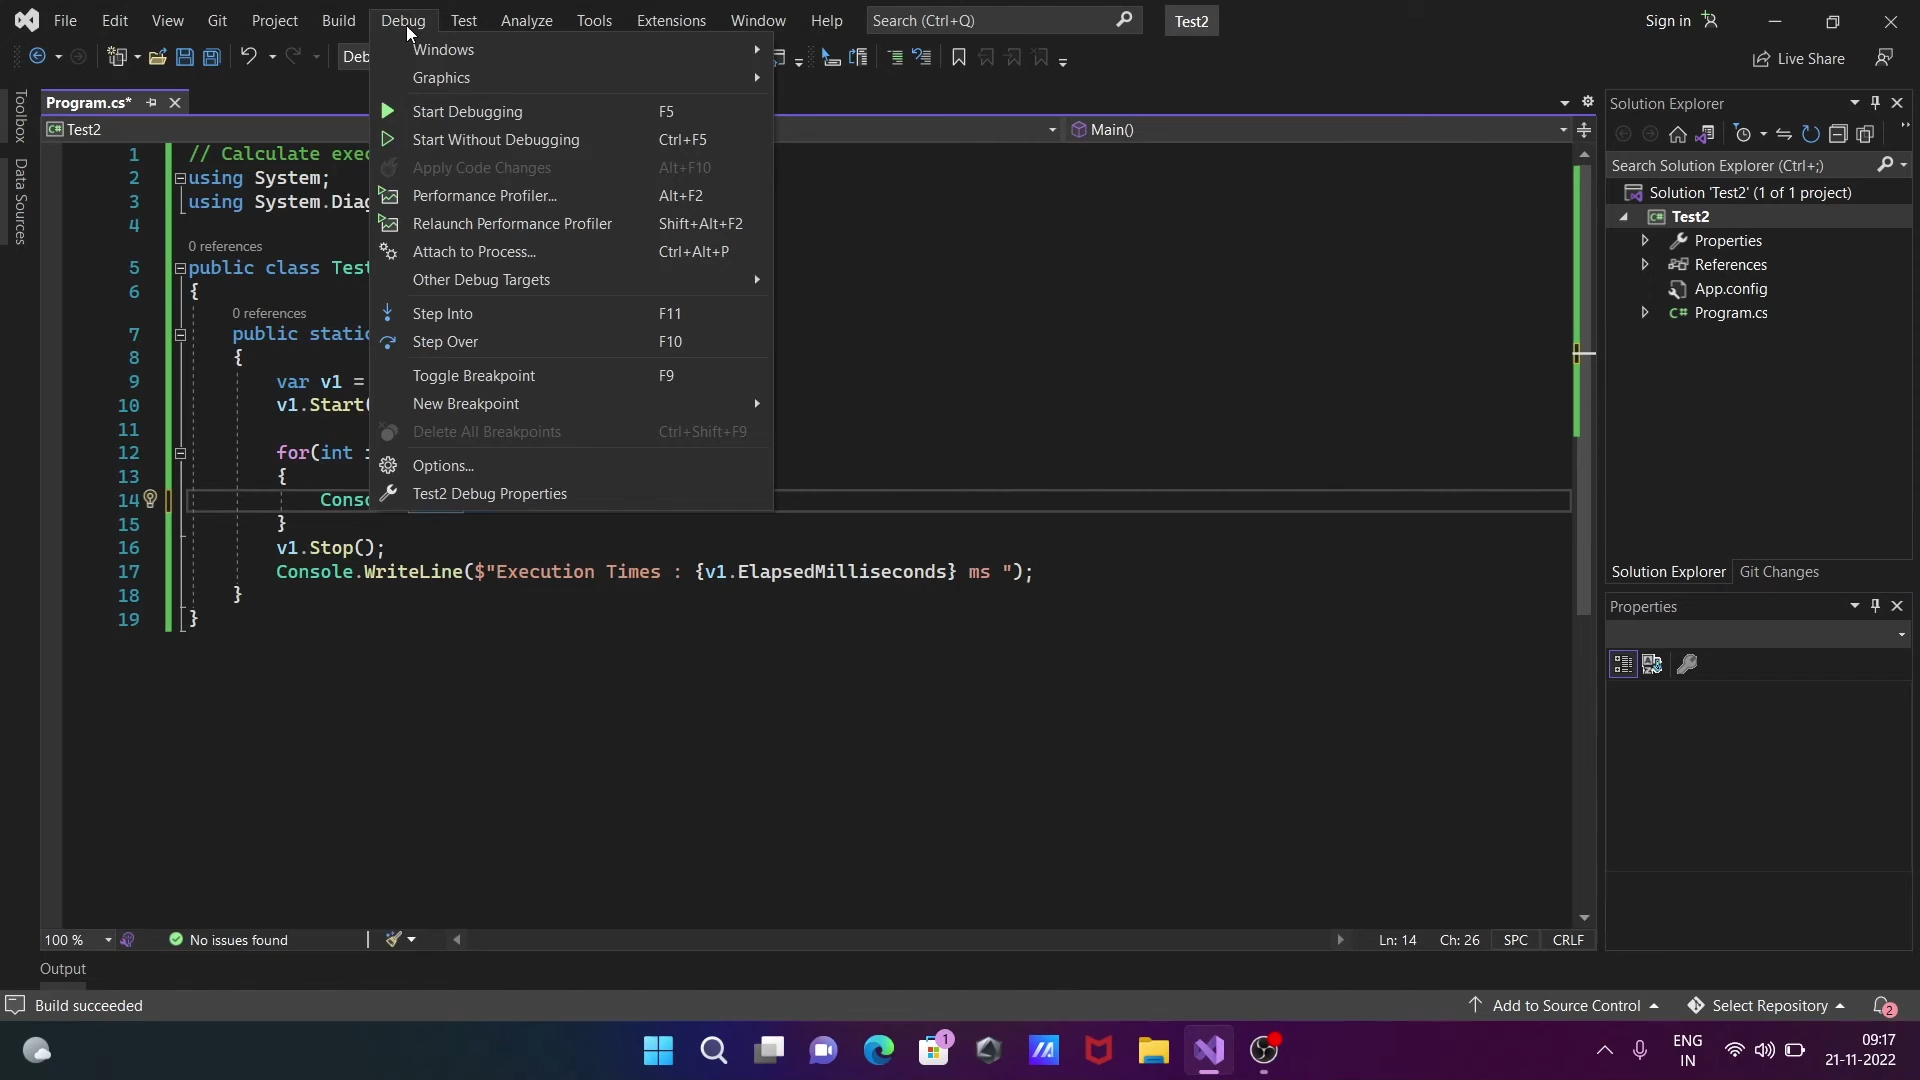 File Edit View Git Project Build Debug Test Analyze Tools Extensions Window Help Search (Ctrl+Q) Test2 Sign in
Deb Live Share
Windows
Graphics
Start Debugging F5
Start Without Debugging Ctrl+F5
Apply Code Changes Alt+F10
Performance Profiler... Alt+F2
Relaunch Performance Profiler Shift+Alt+F2
Attach to Process... Ctrl+Alt+P
Other Debug Targets
Step Into F11
Step Over F10
Toggle Breakpoint F9
New Breakpoint
Delete All Breakpoints Ctrl+Shift+F9
Options...
Test2 Debug Properties
Toolbox
Data Sources
Program.cs*
Test2 Main()
1 // Calculate exec
2 using System;
3 using System.Diag
4
0 references
5 public class Test
6 {
0 references
7 public static
8 {
9 var v1 =
10 v1.Start(
11
12 for(int i
13 {
14 Conso
15 }
16 v1.Stop();
17 Console.WriteLine($"Execution Times : {v1.ElapsedMilliseconds} ms ");
18 }
19 }
100 % No issues found Ln: 14 Ch: 26 SPC CRLF
Solution Explorer
Search Solution Explorer (Ctrl+;)
Solution 'Test2' (1 of 1 project)
Test2
Properties
References
App.config
C# Program.cs
Solution Explorer Git Changes
Properties
Output
Build succeeded Add to Source Control Select Repository 2
1
ENG
IN
09:17
21-11-2022